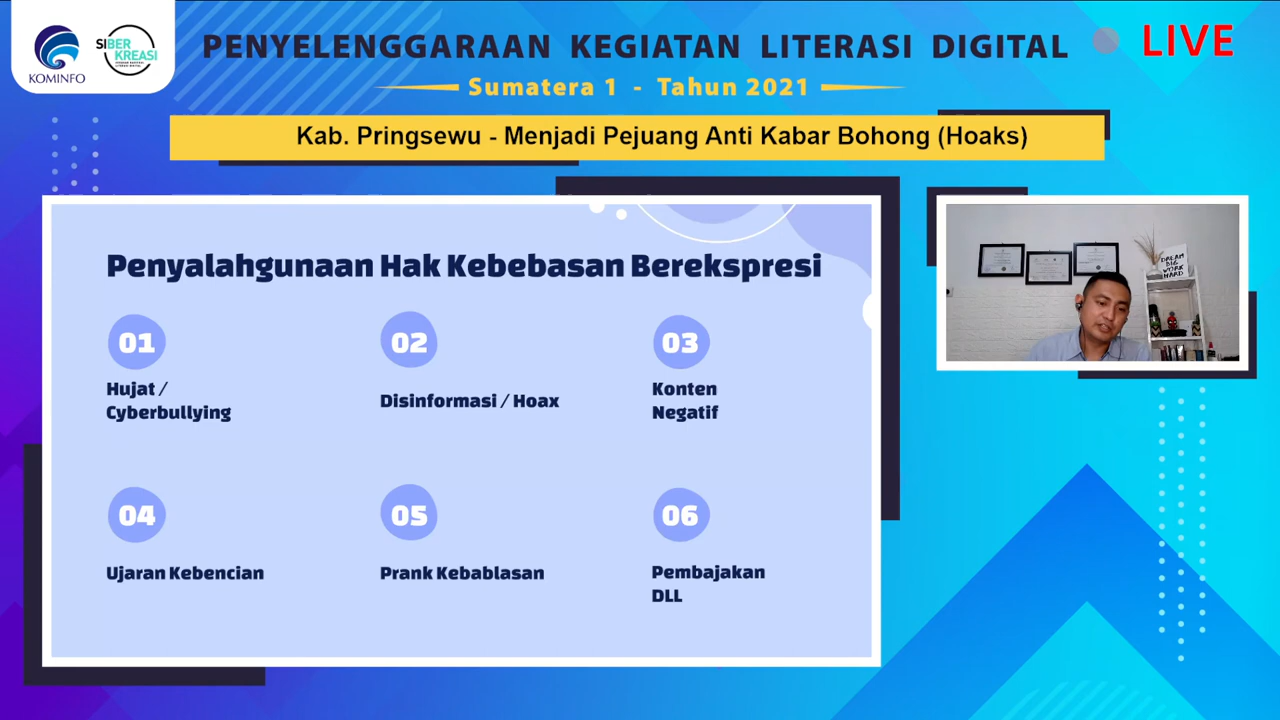 KOMINFO
SIBER
KREASI
PENYELENGGARAAN KEGIATAN LITERASI DIGITAL
LIVE
Sumatera 1 - Tahun 2021
Kab. Pringsewu - Menjadi Pejuang Anti Kabar Bohong (Hoaks)
Penyalahgunaan Hak Kebebasan Berekspresi
01
Hujat /
Cyberbullying
02
Disinformasi / Hoax
03
Konten
Negatif
04
Ujaran Kebencian
05
Prank Kebablasan
06
Pembajakan
DLL
DREAM
BIG
WORK
HARD